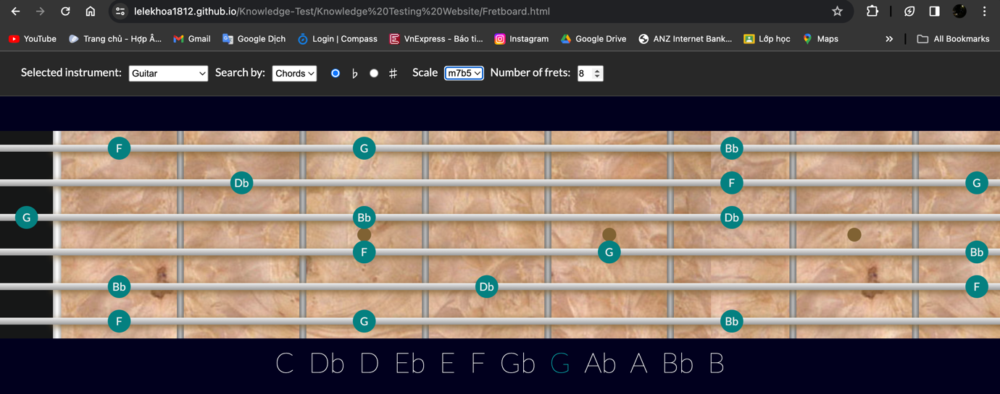 lelekhoa1812.github.io/Knowledge-Test/Knowledge%20Testing%20Website/Fretboard.html
YouTube Trang chủ - Hợp Â... Gmail Google Dịch Login | Compass VnExpress - Báo ti... Instagram Google Drive ANZ Internet Bank... Lớp học Maps » All Bookmarks
Selected instrument: Guitar Search by: Chords ♭ ♯ Scale m7b5 Number of frets: 8
F G Bb
Db F G
G Bb Db
F G Bb
Bb Db F
F G Bb
C Db D Eb E F Gb G Ab A Bb B